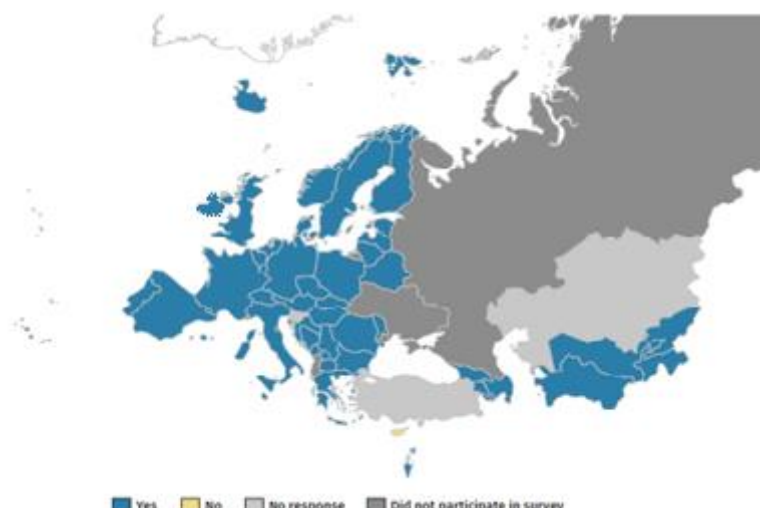 Yes No No response Did not participate in survey